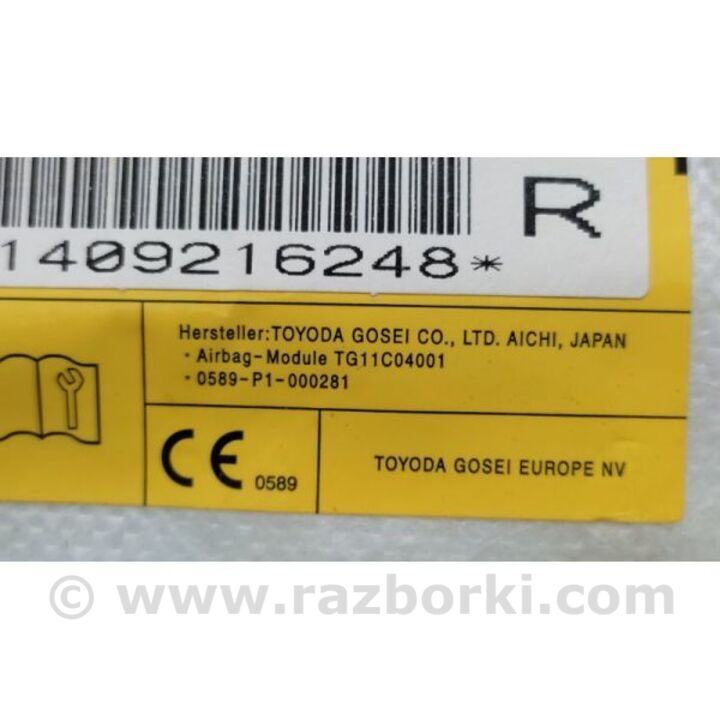 R
1409216248*
Hersteller:TOYODA GOSEI CO., LTD. AICHI, JAPAN
· Airbag-Module TG11C04001
· 0589-P1-000281
CE 0589
TOYODA GOSEI EUROPE NV
© www.razborki.com